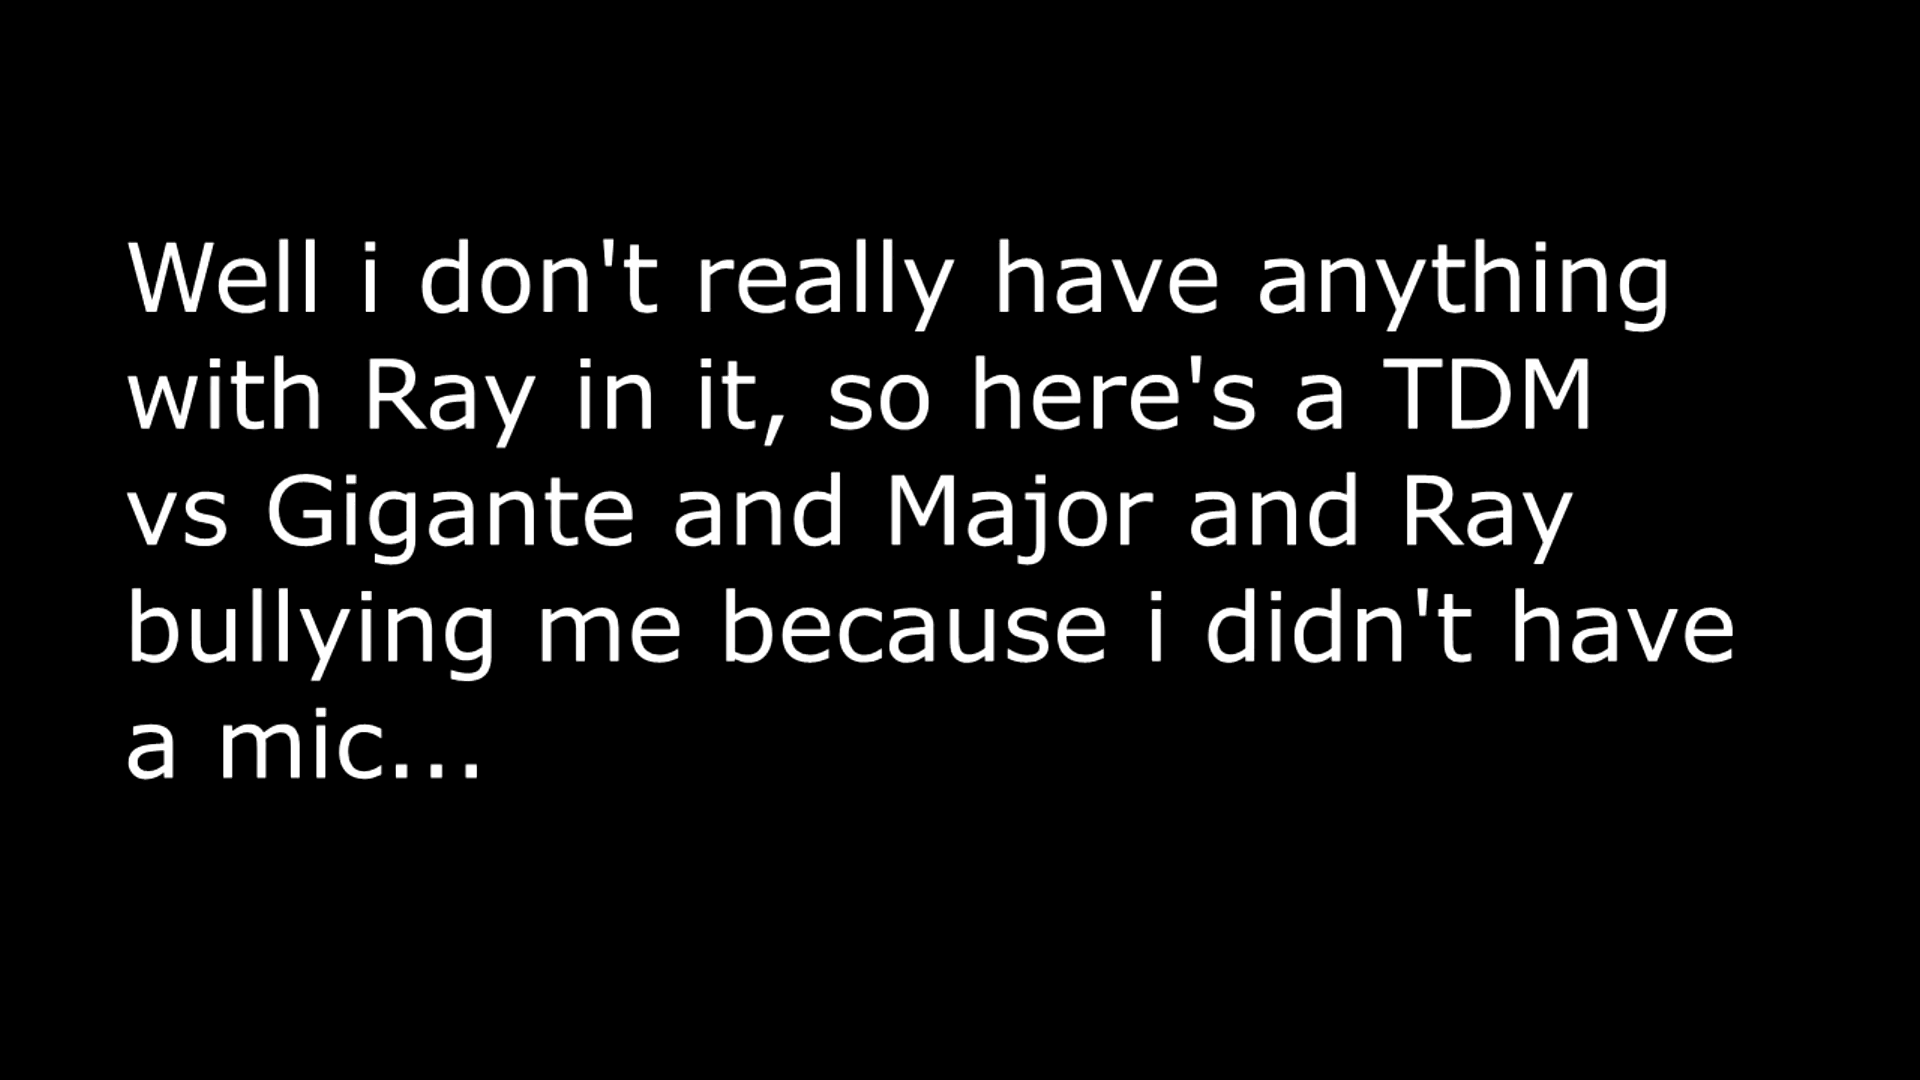 Well i don't really have anything
with Ray in it, so here's a TDM
vs Gigante and Major and Ray
bullying me because i didn't have
a mic...